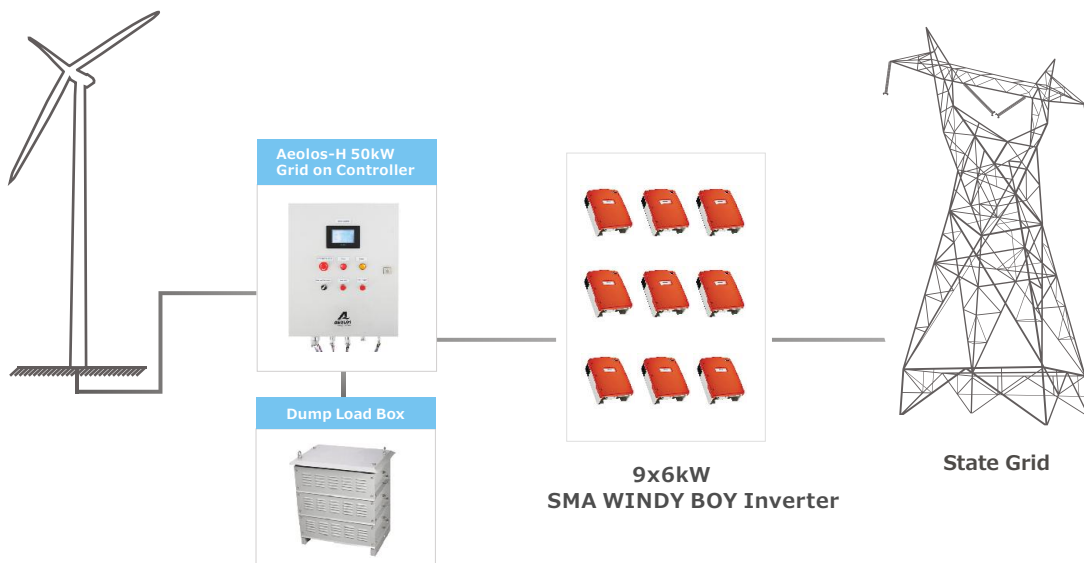 Aeolos-H 50kW
Grid on Controller
Dump Load Box
9x6kW
SMA WINDY BOY Inverter
State Grid